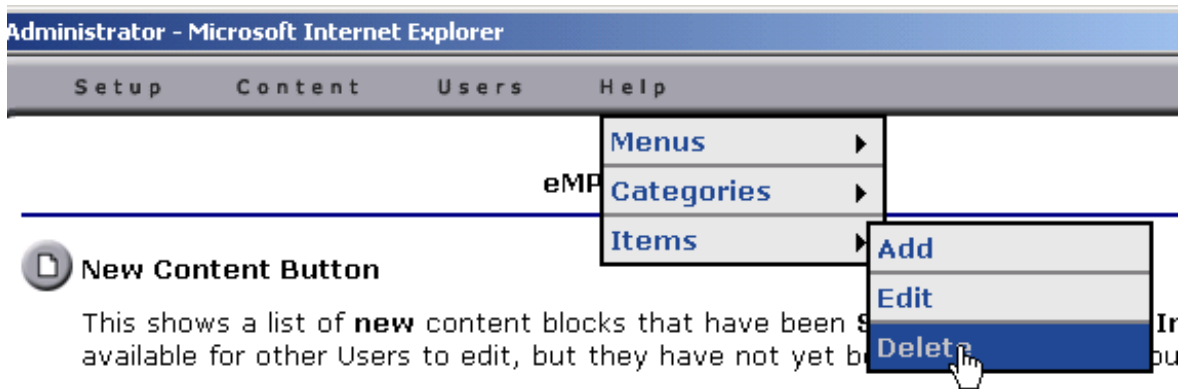 Administrator - Microsoft Internet Explorer
Setup Content Users Help
Menus
eMP
Categories
Items
Add
New Content Button
Edit
This shows a list of new content blocks that have been
available for other Users to edit, but they have not yet
Delete